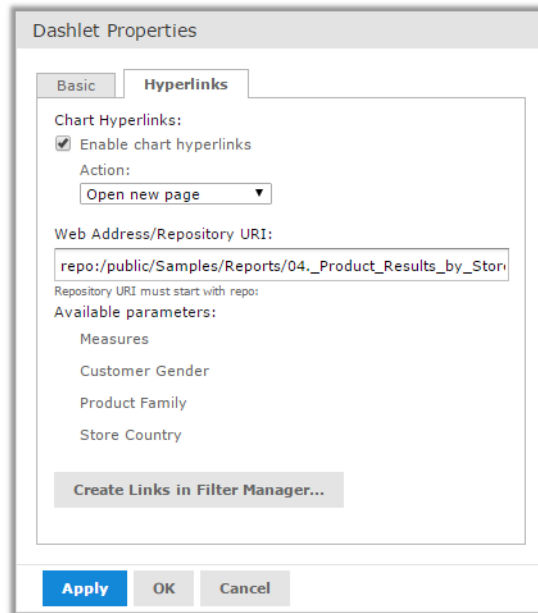 Dashlet Properties
Basic
Hyperlinks
Chart Hyperlinks:
Enable chart hyperlinks
Action:
Open new page
Web Address/Repository URI:
repo:/public/Samples/Reports/04._Product_Results_by_Stor
Repository URI must start with repo:
Available parameters:
Measures
Customer Gender
Product Family
Store Country
Create Links in Filter Manager...
Apply
OK
Cancel